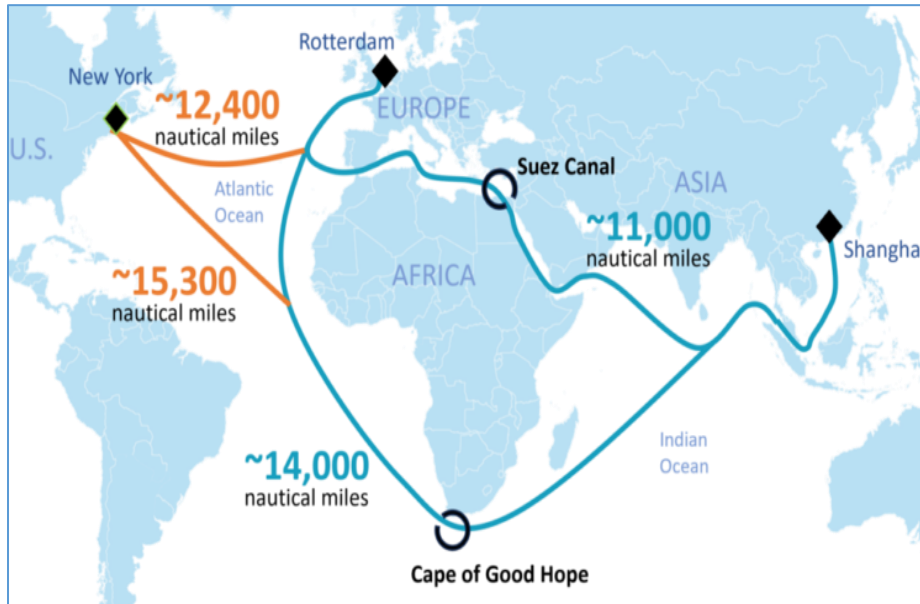 Rotterdam
New York
~12,400
nautical miles
EUROPE
U.S.
Suez Canal
Atlantic
Ocean
ASIA
~11,000
nautical miles
Shangha
AFRICA
~15,300
nautical miles
Indian
Ocean
~14,000
nautical miles
Cape of Good Hope